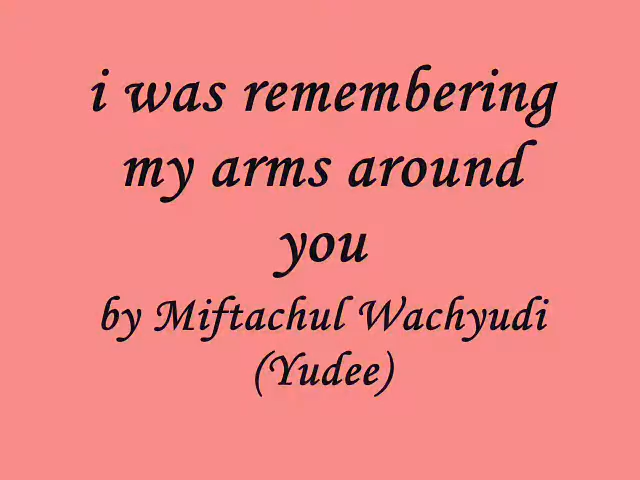 i was remembering
my arms around
you
by Miftachul Wachyudi
(Yudee)